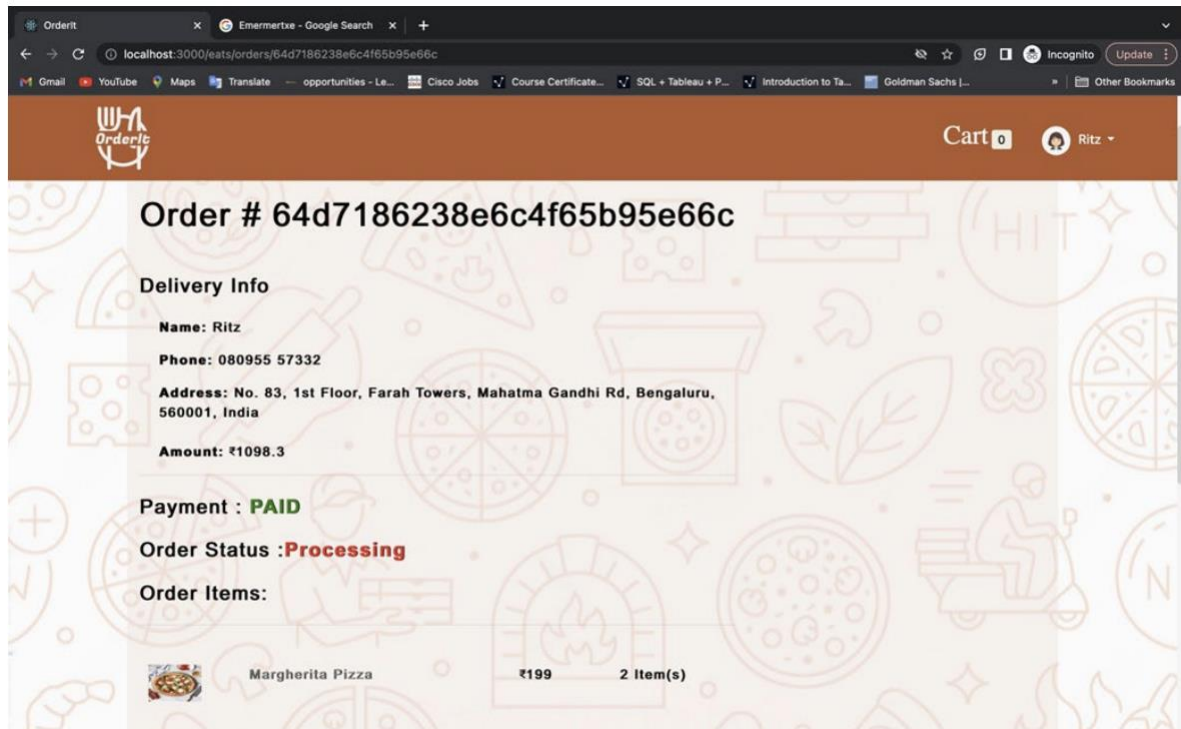 OrderIt
Emermertxe - Google Search
localhost:3000/eats/orders/64d7186238e6c4f65b95e66c
Incognito
Update
Gmail
YouTube
Maps
Translate
opportunities - Le...
Cisco Jobs
Course Certificate...
SQL + Tableau + P...
Introduction to Ta...
Goldman Sachs |...
»
Other Bookmarks
OrderIt
Cart 0
Ritz
Order # 64d7186238e6c4f65b95e66c
Delivery Info
Name: Ritz
Phone: 080955 57332
Address: No. 83, 1st Floor, Farah Towers, Mahatma Gandhi Rd, Bengaluru,
560001, India
Amount: ₹1098.3
Payment : PAID
Order Status :Processing
Order Items:
Margherita Pizza ₹199 2 Item(s)
HIT
N